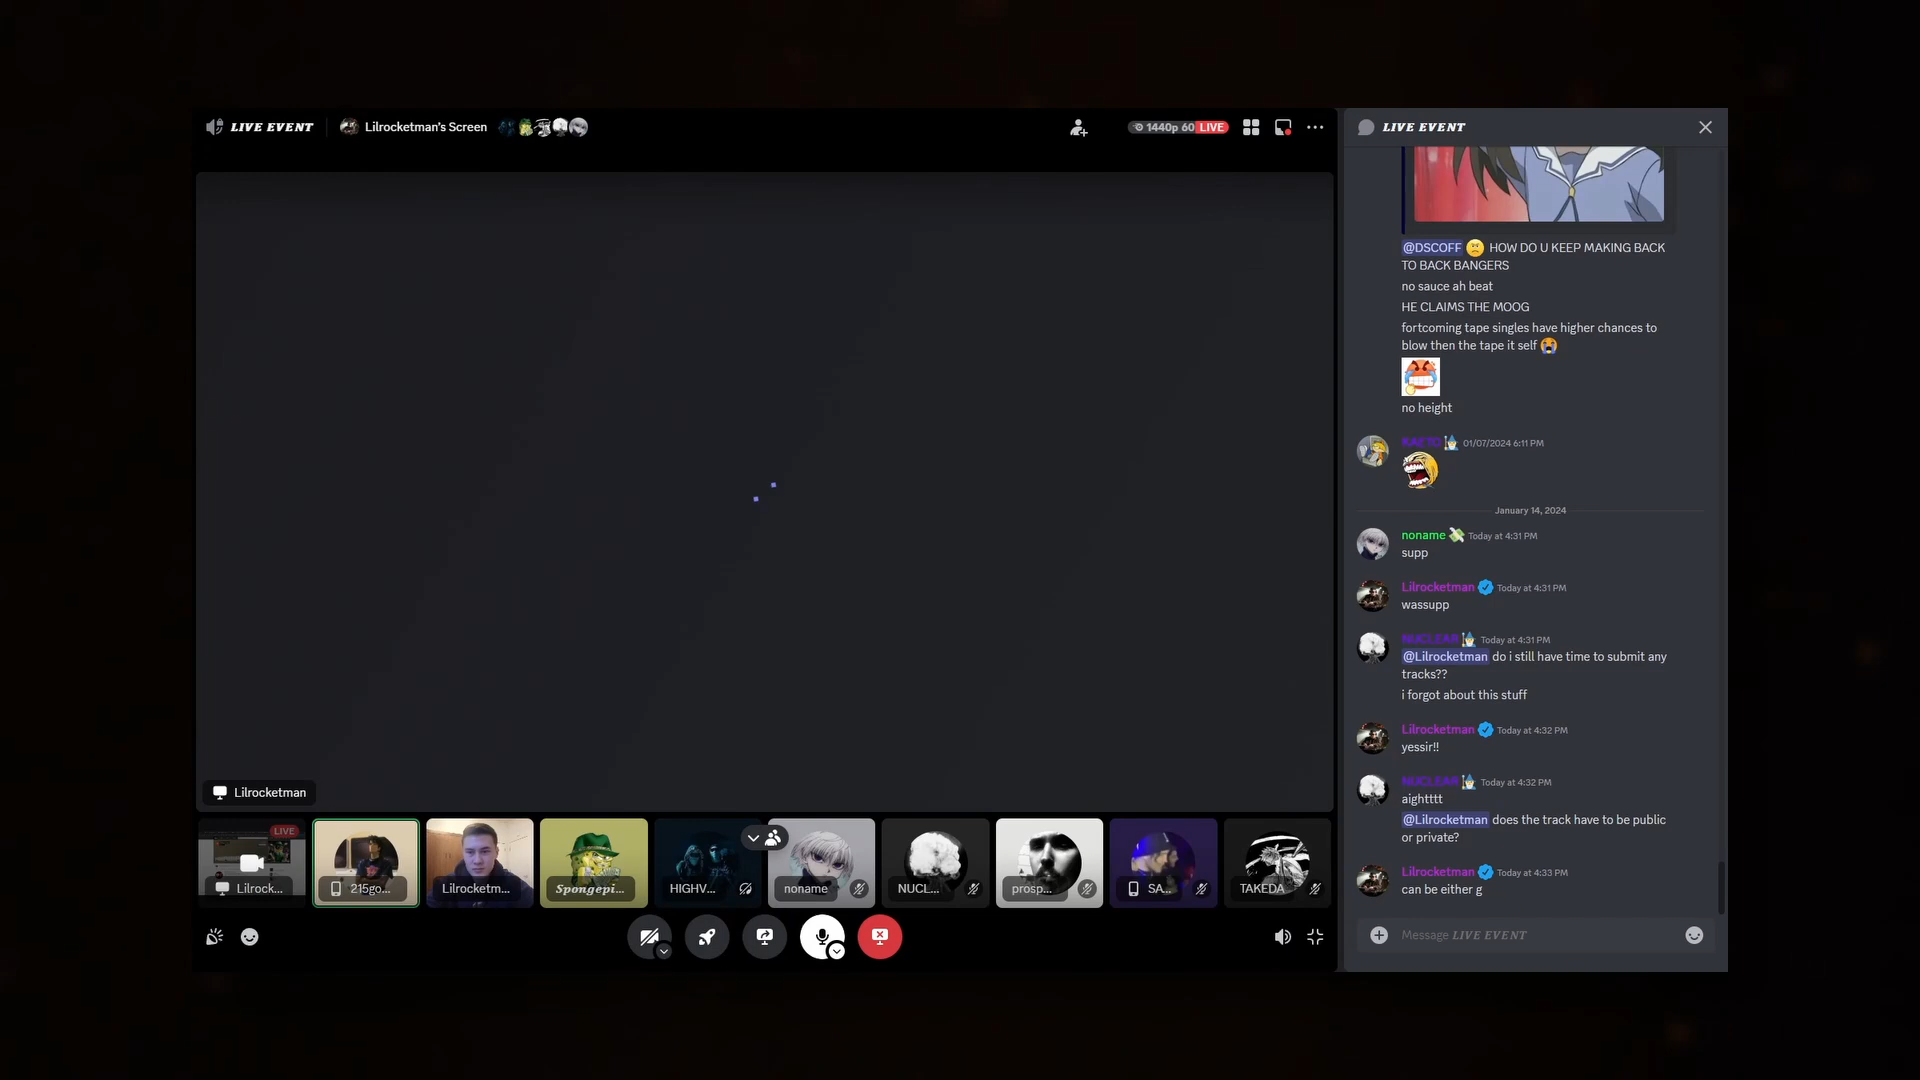 LIVE EVENT
Lilrocketman's Screen
1440p 60 LIVE
Lilrocketman
LIVE
Lilrock...
215go...
Lilrocketm...
Spongepi...
HIGHV...
noname
NUCL...
prosp...
SA...
TAKEDA
LIVE EVENT
@DSCOFF HOW DO U KEEP MAKING BACK
TO BACK BANGERS
no sauce ah beat
HE CLAIMS THE MOOG
fortcoming tape singles have higher chances to
blow then the tape it self
no height
01/07/2024 6:11 PM
January 14, 2024
noname Today at 4:31 PM
supp
Lilrocketman Today at 4:31 PM
wassupp
NUCLEAR Today at 4:31 PM
@Lilrocketman do i still have time to submit any
tracks??
i forgot about this stuff
Lilrocketman Today at 4:32 PM
yessir!!
NUCLEAR Today at 4:32 PM
aightttt
@Lilrocketman does the track have to be public
or private?
Lilrocketman Today at 4:33 PM
can be either g
Message LIVE EVENT